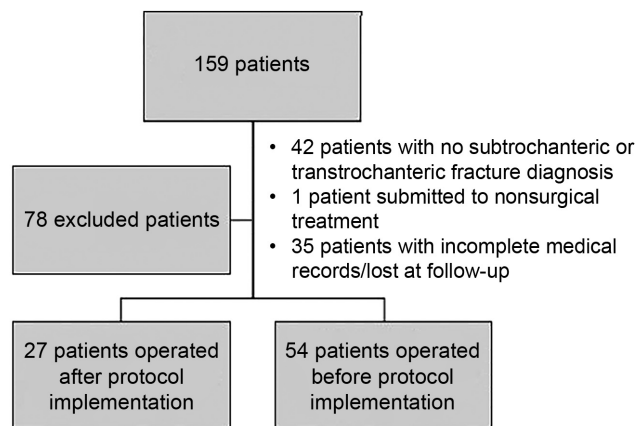 159 patients
• 42 patients with no subtrochanteric or
transtrochanteric fracture diagnosis
• 1 patient submitted to nonsurgical
treatment
• 35 patients with incomplete medical
records/lost at follow-up
78 excluded patients
27 patients operated
after protocol
implementation
54 patients operated
before protocol
implementation